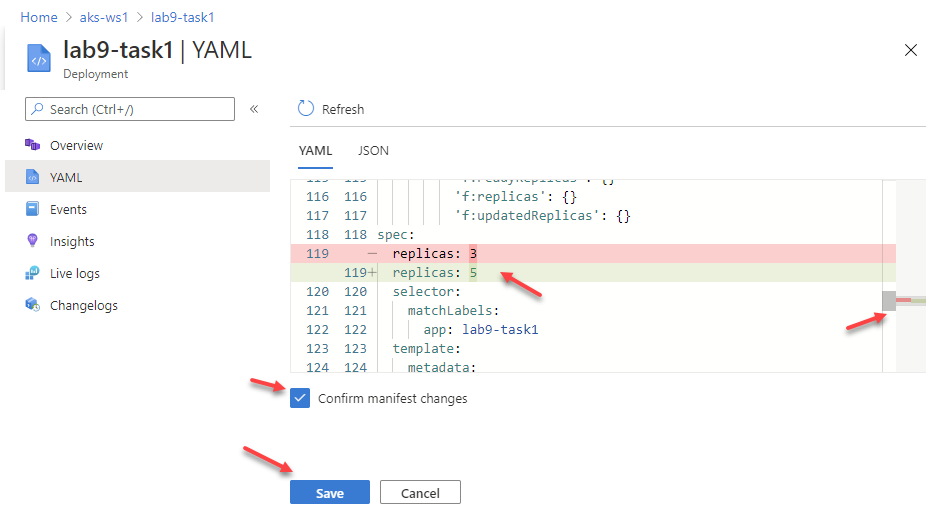 Home > aks-ws1 > lab9-task1
lab9-task1 | YAML
Deployment
Search (Ctrl+/)
«
Refresh
Overview
YAML
Events
Insights
Live logs
Changelogs
YAML JSON
116 116 'f:replicas': {}
117 117 'f:updatedReplicas': {}
118 118 spec:
119 − replicas: 3
119+ replicas: 5
120 120 selector:
121 121 matchLabels:
122 122 app: lab9-task1
123 123 template:
124 124 metadata:
Confirm manifest changes
Save Cancel